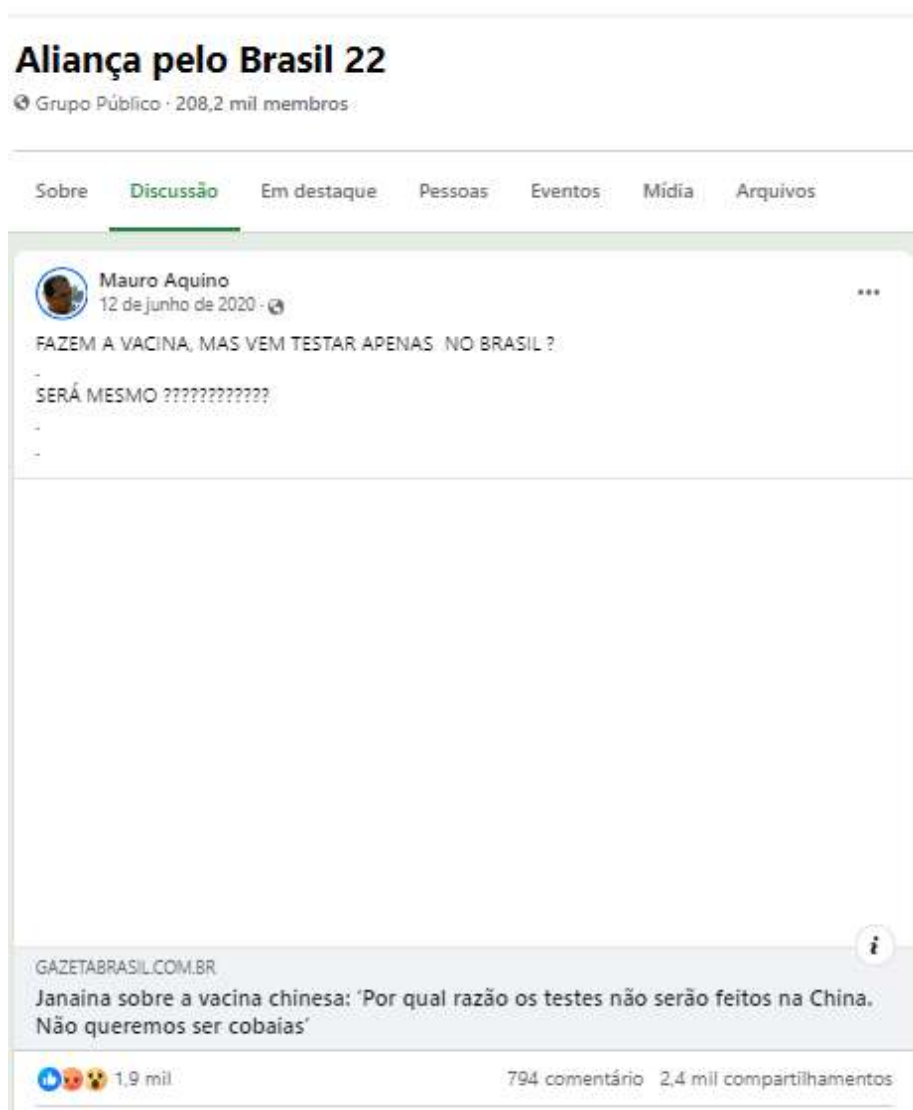 Aliança pelo Brasil 22
Grupo Público · 208,2 mil membros
Sobre Discussão Em destaque Pessoas Eventos Mídia Arquivos
Mauro Aquino
12 de junho de 2020 ·
FAZEM A VACINA, MAS VEM TESTAR APENAS NO BRASIL ?
.
SERÁ MESMO ????????????
.
.
GAZETABRASIL.COM.BR
Janaina sobre a vacina chinesa: ‘Por qual razão os testes não serão feitos na China.
Não queremos ser cobaias’
1,9 mil 794 comentário 2,4 mil compartilhamentos